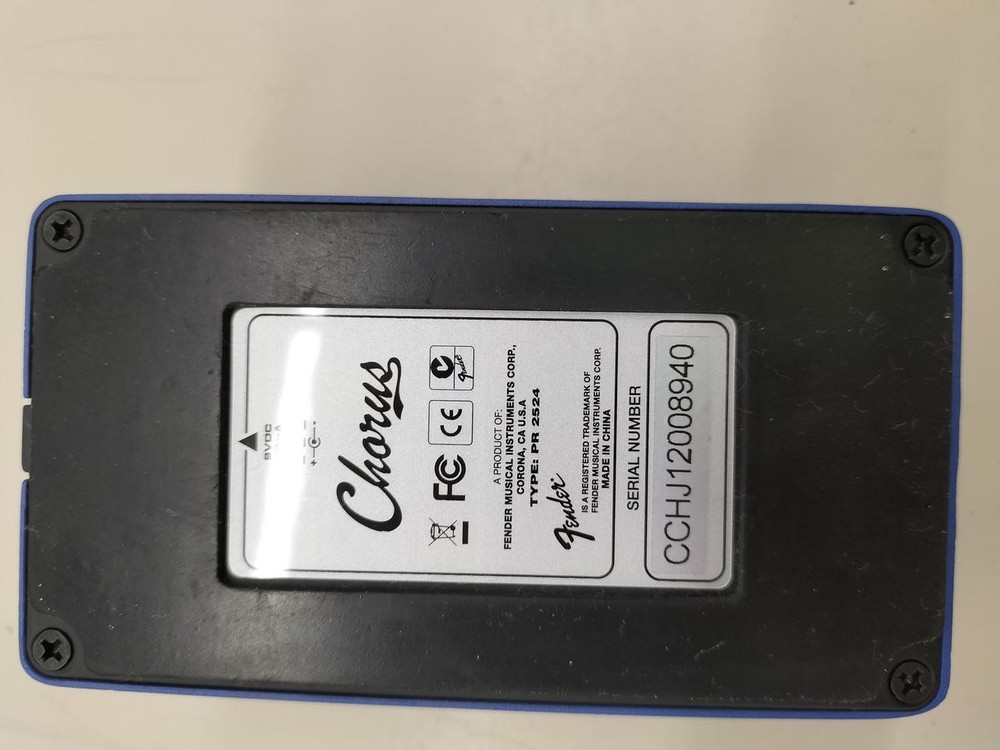 9VDC
Chorus
FC CE
Fender
A PRODUCT OF:
FENDER MUSICAL INSTRUMENTS CORP.,
CORONA, CA U.S.A
TYPE: PR 2524
Fender
IS A REGISTERED TRADEMARK OF
FENDER MUSICAL INSTRUMENTS CORP.
MADE IN CHINA
SERIAL NUMBER
CCHJ12008940